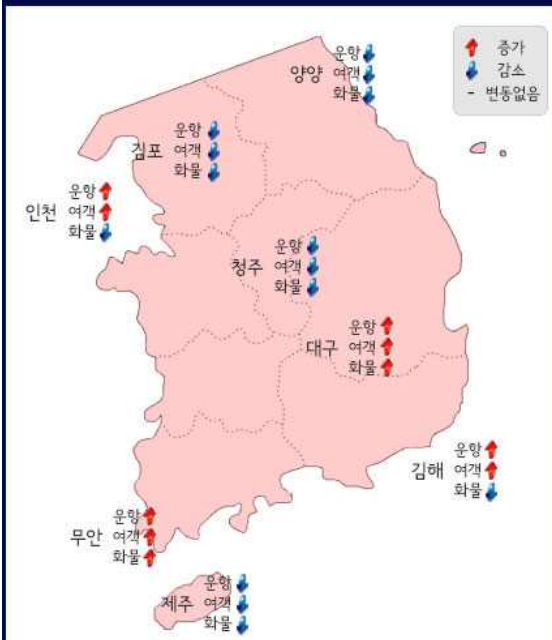 증가
감소
- 변동없음
양양
운항
여객
화물
김포
운항
여객
화물
인천
운항
여객
화물
청주
운항
여객
화물
대구
운항
여객
화물
김해
운항
여객
화물
무안
운항
여객
화물
제주
운항
여객
화물